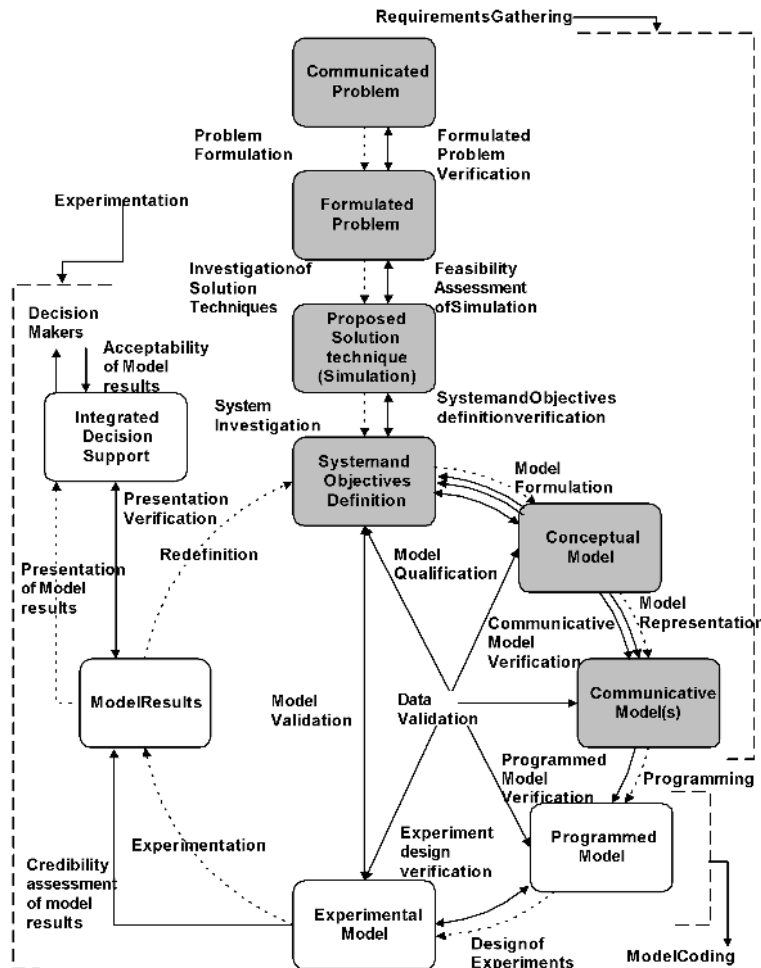 RequirementsGathering
Communicated
Problem
Problem
Formulation
Formulated
Problem
Verification
Experimentation
Formulated
Problem
Investigationof
Solution
Techniques
Feasibility
Assessment
ofSimulation
Decision
Makers
Proposed
Solution
technique
(Simulation)
Acceptability
of Model
results
System
Investigation
SystemandObjectives
definitionverification
Integrated
Decision
Support
Systemand
Objectives
Definition
Model
Formulation
Presentation
Verification
Redefinition
Presentation
of Model
results
Model
Qualification
Conceptual
Model
Communicative
Model
Verification
Model
Representation
ModelResults
Model
Validation
Data
Validation
Communicative
Model(s)
Programmed
Model
Verification
Programming
Experimentation
Experiment
design
verification
Programmed
Model
Credibility
assessment
of model
results
Experimental
Model
Designof
Experiments
ModelCoding